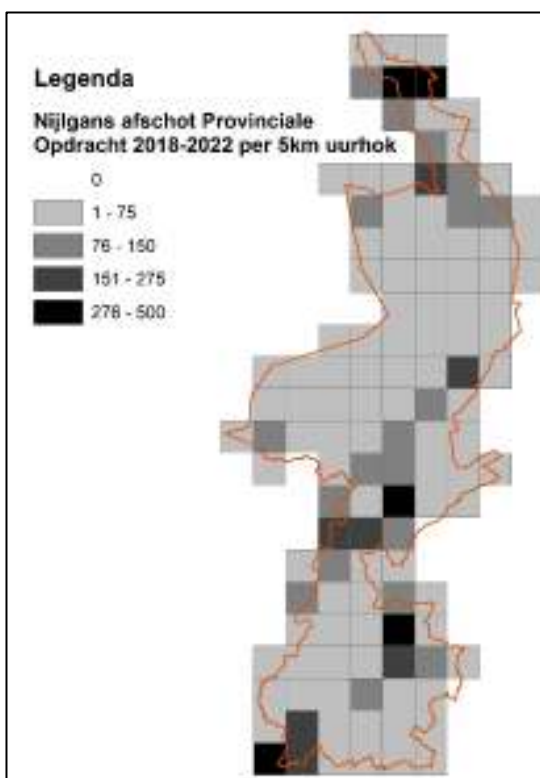 Legenda
Nijlgans afschot Provinciale
Opdracht 2018-2022 per 5km uurhok
0
1 - 75
76 - 150
151 - 275
276 - 500